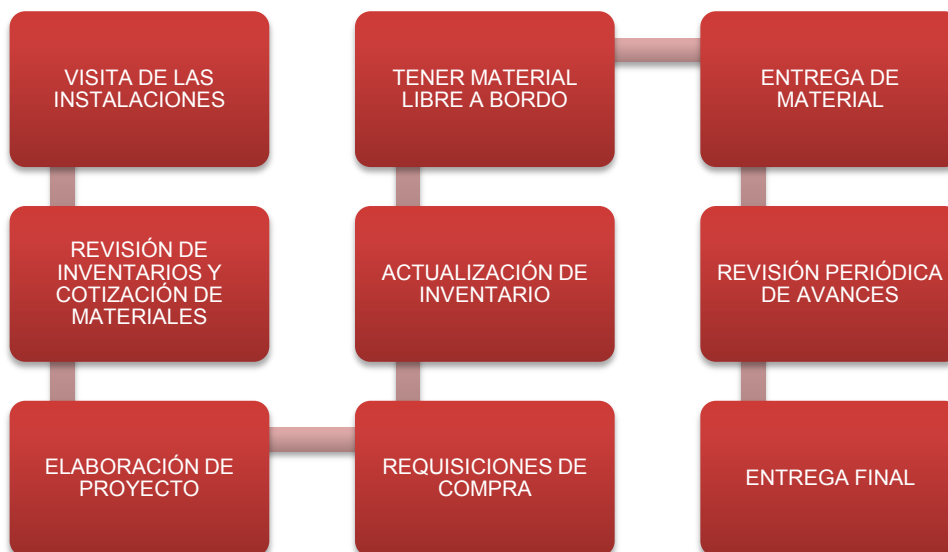 VISITA DE LAS
INSTALACIONES
REVISIÓN DE
INVENTARIOS Y
COTIZACIÓN DE
MATERIALES
ELABORACIÓN DE
PROYECTO
REQUISICIONES DE
COMPRA
ACTUALIZACIÓN DE
INVENTARIO
TENER MATERIAL
LIBRE A BORDO
ENTREGA DE
MATERIAL
REVISIÓN PERIÓDICA
DE AVANCES
ENTREGA FINAL